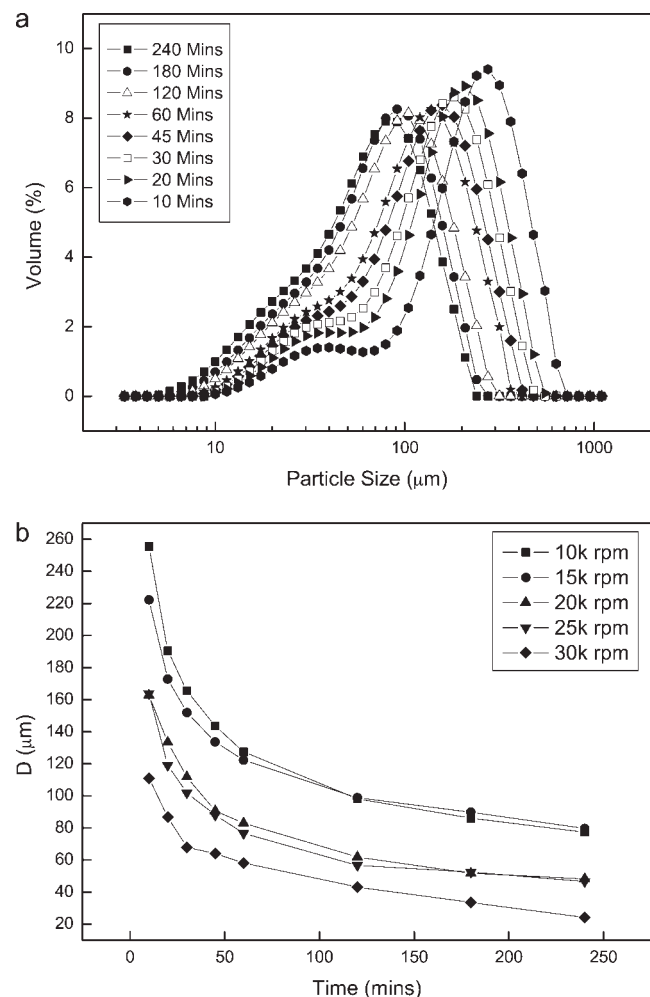 a
10
8
6
4
2
0
Volume (%)
240 Mins
180 Mins
120 Mins
60 Mins
45 Mins
30 Mins
20 Mins
10 Mins
10 100 1000
Particle Size (μm)
b
260
240
220
200
180
160
140
120
100
80
60
40
20
D (μm)
10k rpm
15k rpm
20k rpm
25k rpm
30k rpm
0 50 100 150 200 250
Time (mins)